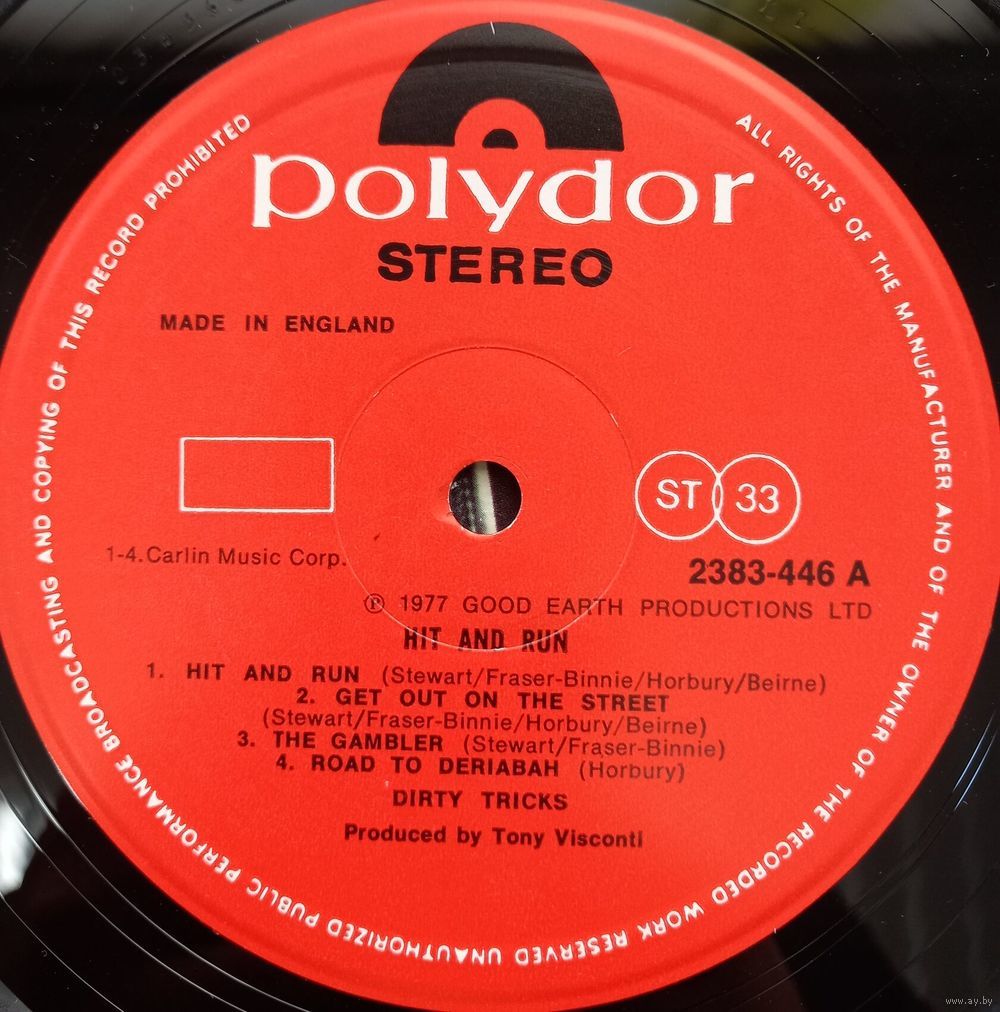 polydor
STEREO
MADE IN ENGLAND
ST 33
1-4.Carlin Music Corp.
2383-446 A
℗ 1977 GOOD EARTH PRODUCTIONS LTD
HIT AND RUN
1. HIT AND RUN (Stewart/Fraser-Binnie/Horbury/Beirne)
2. GET OUT ON THE STREET
(Stewart/Fraser-Binnie/Horbury/Beirne)
3. THE GAMBLER (Stewart/Fraser-Binnie)
4. ROAD TO DERIABAH (Horbury)
DIRTY TRICKS
Produced by Tony Visconti
ALL RIGHTS OF THE MANUFACTURER AND OF THE OWNER OF THE RECORDED WORK RESERVED UNAUTHORIZED PUBLIC PERFORMANCE BROADCASTING AND COPYING OF THIS RECORD PROHIBITED
www.ay.by